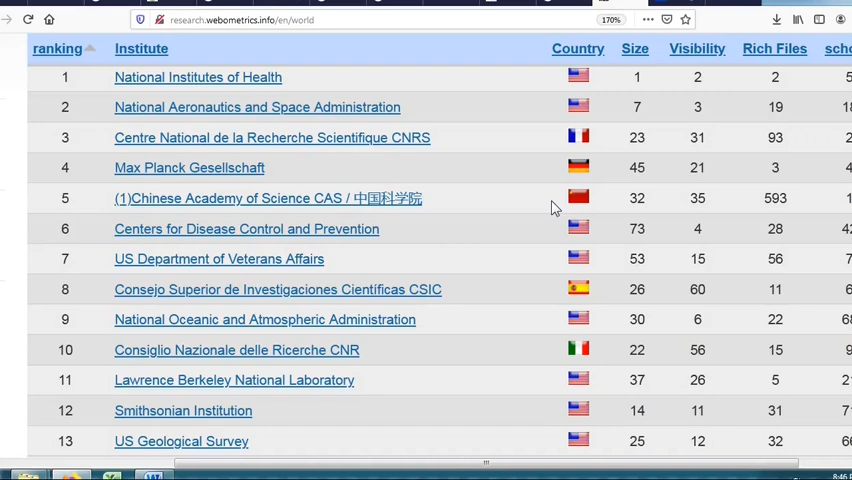 research.webometrics.info/en/world
170%
ranking Institute Country Size Visibility Rich Files
1 National Institutes of Health 1 2 2
2 National Aeronautics and Space Administration 7 3 19
3 Centre National de la Recherche Scientifique CNRS 23 31 93
4 Max Planck Gesellschaft 45 21 3
5 (1)Chinese Academy of Science CAS / 中国科学院 32 35 593
6 Centers for Disease Control and Prevention 73 4 28
7 US Department of Veterans Affairs 53 15 56
8 Consejo Superior de Investigaciones Científicas CSIC 26 60 11
9 National Oceanic and Atmospheric Administration 30 6 22
10 Consiglio Nazionale delle Ricerche CNR 22 56 15
11 Lawrence Berkeley National Laboratory 37 26 5
12 Smithsonian Institution 14 11 31
13 US Geological Survey 25 12 32